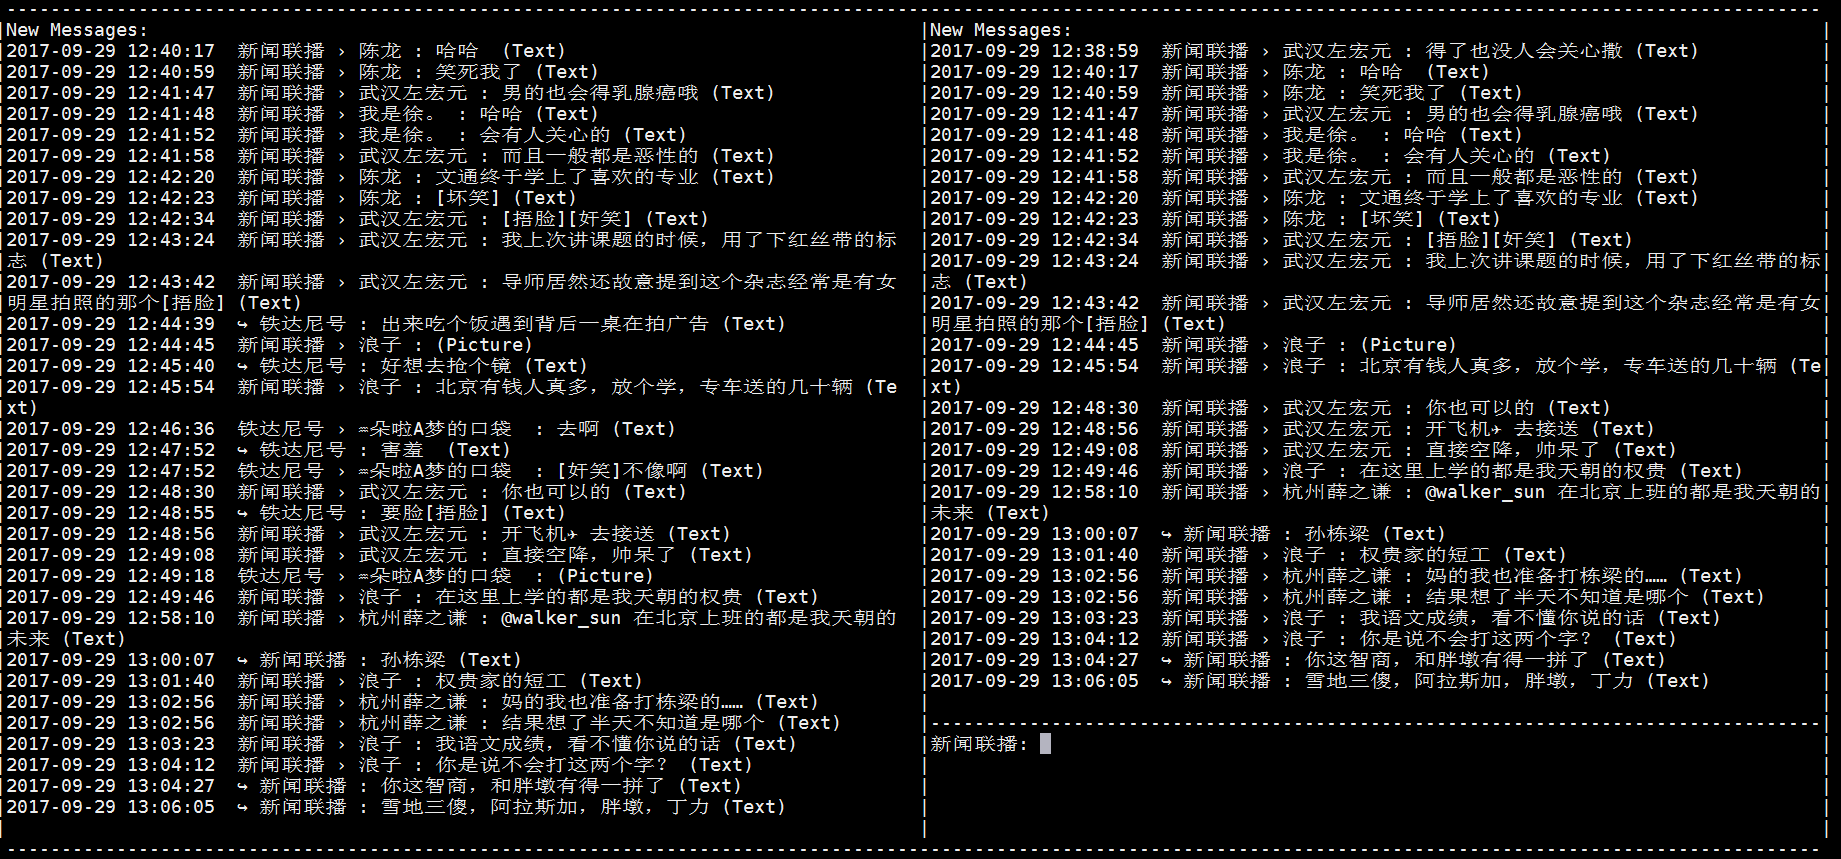 New Messages:
2017-09-29 12:40:17  新闻联播 › 陈龙 : 哈哈  (Text)
2017-09-29 12:40:59  新闻联播 › 陈龙 : 笑死我了 (Text)
2017-09-29 12:41:47  新闻联播 › 武汉左宏元 : 男的也会得乳腺癌哦 (Text)
2017-09-29 12:41:48  新闻联播 › 我是徐。 : 哈哈 (Text)
2017-09-29 12:41:52  新闻联播 › 我是徐。 : 会有人关心的 (Text)
2017-09-29 12:41:58  新闻联播 › 武汉左宏元 : 而且一般都是恶性的 (Text)
2017-09-29 12:42:20  新闻联播 › 陈龙 : 文通终于学上了喜欢的专业 (Text)
2017-09-29 12:42:23  新闻联播 › 陈龙 : [坏笑] (Text)
2017-09-29 12:42:34  新闻联播 › 武汉左宏元 : [捂脸][奸笑] (Text)
2017-09-29 12:43:24  新闻联播 › 武汉左宏元 : 我上次讲课题的时候，用了下红丝带的标
志 (Text)
2017-09-29 12:43:42  新闻联播 › 武汉左宏元 : 导师居然还故意提到这个杂志经常是有女
明星拍照的那个[捂脸] (Text)
2017-09-29 12:44:39  ↪ 铁达尼号 : 出来吃个饭遇到背后一桌在拍广告 (Text)
2017-09-29 12:44:45  新闻联播 › 浪子 : (Picture)
2017-09-29 12:45:40  ↪ 铁达尼号 : 好想去抢个镜 (Text)
2017-09-29 12:45:54  新闻联播 › 浪子 : 北京有钱人真多，放个学，专车送的几十辆 (Te
xt)
2017-09-29 12:46:36  铁达尼号 › ♒朵啦A梦的口袋  : 去啊 (Text)
2017-09-29 12:47:52  ↪ 铁达尼号 : 害羞  (Text)
2017-09-29 12:47:52  铁达尼号 › ♒朵啦A梦的口袋  : [奸笑]不像啊 (Text)
2017-09-29 12:48:30  新闻联播 › 武汉左宏元 : 你也可以的 (Text)
2017-09-29 12:48:55  ↪ 铁达尼号 : 要脸[捂脸] (Text)
2017-09-29 12:48:56  新闻联播 › 武汉左宏元 : 开飞机✈ 去接送 (Text)
2017-09-29 12:49:08  新闻联播 › 武汉左宏元 : 直接空降，帅呆了 (Text)
2017-09-29 12:49:18  铁达尼号 › ♒朵啦A梦的口袋  : (Picture)
2017-09-29 12:49:46  新闻联播 › 浪子 : 在这里上学的都是我天朝的权贵 (Text)
2017-09-29 12:58:10  新闻联播 › 杭州薛之谦 : @walker_sun 在北京上班的都是我天朝的
未来 (Text)
2017-09-29 13:00:07  ↪ 新闻联播 : 孙栋梁 (Text)
2017-09-29 13:01:40  新闻联播 › 浪子 : 权贵家的短工 (Text)
2017-09-29 13:02:56  新闻联播 › 杭州薛之谦 : 妈的我也准备打栋梁的…… (Text)
2017-09-29 13:02:56  新闻联播 › 杭州薛之谦 : 结果想了半天不知道是哪个 (Text)
2017-09-29 13:03:23  新闻联播 › 浪子 : 我语文成绩，看不懂你说的话 (Text)
2017-09-29 13:04:12  新闻联播 › 浪子 : 你是说不会打这两个字？ (Text)
2017-09-29 13:04:27  ↪ 新闻联播 : 你这智商，和胖墩有得一拼了 (Text)
2017-09-29 13:06:05  ↪ 新闻联播 : 雪地三傻，阿拉斯加，胖墩，丁力 (Text)
New Messages:
2017-09-29 12:38:59  新闻联播 › 武汉左宏元 : 得了也没人会关心撒 (Text)
2017-09-29 12:40:17  新闻联播 › 陈龙 : 哈哈  (Text)
2017-09-29 12:40:59  新闻联播 › 陈龙 : 笑死我了 (Text)
2017-09-29 12:41:47  新闻联播 › 武汉左宏元 : 男的也会得乳腺癌哦 (Text)
2017-09-29 12:41:48  新闻联播 › 我是徐。 : 哈哈 (Text)
2017-09-29 12:41:52  新闻联播 › 我是徐。 : 会有人关心的 (Text)
2017-09-29 12:41:58  新闻联播 › 武汉左宏元 : 而且一般都是恶性的 (Text)
2017-09-29 12:42:20  新闻联播 › 陈龙 : 文通终于学上了喜欢的专业 (Text)
2017-09-29 12:42:23  新闻联播 › 陈龙 : [坏笑] (Text)
2017-09-29 12:42:34  新闻联播 › 武汉左宏元 : [捂脸][奸笑] (Text)
2017-09-29 12:43:24  新闻联播 › 武汉左宏元 : 我上次讲课题的时候，用了下红丝带的标
志 (Text)
2017-09-29 12:43:42  新闻联播 › 武汉左宏元 : 导师居然还故意提到这个杂志经常是有女
明星拍照的那个[捂脸] (Text)
2017-09-29 12:44:45  新闻联播 › 浪子 : (Picture)
2017-09-29 12:45:54  新闻联播 › 浪子 : 北京有钱人真多，放个学，专车送的几十辆 (Te
xt)
2017-09-29 12:48:30  新闻联播 › 武汉左宏元 : 你也可以的 (Text)
2017-09-29 12:48:56  新闻联播 › 武汉左宏元 : 开飞机✈ 去接送 (Text)
2017-09-29 12:49:08  新闻联播 › 武汉左宏元 : 直接空降，帅呆了 (Text)
2017-09-29 12:49:46  新闻联播 › 浪子 : 在这里上学的都是我天朝的权贵 (Text)
2017-09-29 12:58:10  新闻联播 › 杭州薛之谦 : @walker_sun 在北京上班的都是我天朝的
未来 (Text)
2017-09-29 13:00:07  ↪ 新闻联播 : 孙栋梁 (Text)
2017-09-29 13:01:40  新闻联播 › 浪子 : 权贵家的短工 (Text)
2017-09-29 13:02:56  新闻联播 › 杭州薛之谦 : 妈的我也准备打栋梁的…… (Text)
2017-09-29 13:02:56  新闻联播 › 杭州薛之谦 : 结果想了半天不知道是哪个 (Text)
2017-09-29 13:03:23  新闻联播 › 浪子 : 我语文成绩，看不懂你说的话 (Text)
2017-09-29 13:04:12  新闻联播 › 浪子 : 你是说不会打这两个字？ (Text)
2017-09-29 13:04:27  ↪ 新闻联播 : 你这智商，和胖墩有得一拼了 (Text)
2017-09-29 13:06:05  ↪ 新闻联播 : 雪地三傻，阿拉斯加，胖墩，丁力 (Text)
新闻联播: